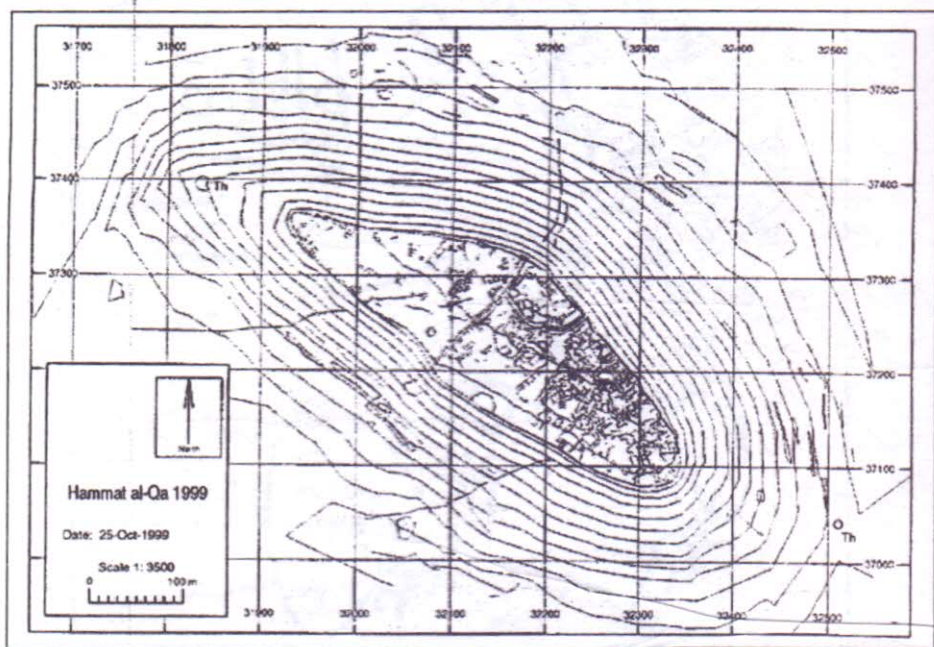 31700 31800 31900 32000 32100 32200 32300 32400 32500
37500 37500
37400 Th 37400
37300 37300
37200
North
Hammat al-Qa 1999
37100
Date: 25-Oct-1999
Th
Scale 1: 3500
37000
0 100 m
31900 32000 32100 32200 32300 32400 32500